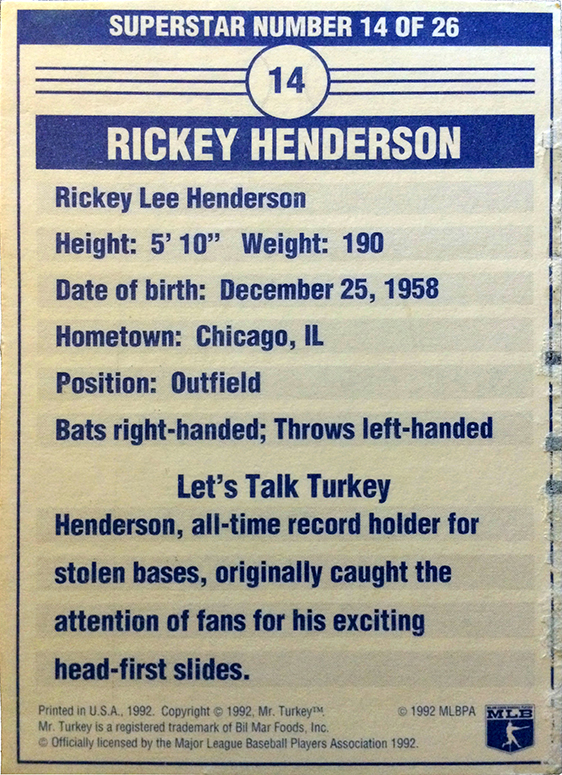 SUPERSTAR NUMBER 14 OF 26
14
RICKEY HENDERSON
Rickey Lee Henderson
Height: 5' 10” Weight: 190
Date of birth: December 25, 1958
Hometown: Chicago, IL
Position: Outfield
Bats right-handed; Throws left-handed
Let's Talk Turkey
Henderson, all-time record holder for
stolen bases, originally caught the
attention of fans for his exciting
head-first slides.
Printed in U.S.A., 1992. Copyright © 1992, Mr. Turkey™. © 1992 MLBPA
Mr. Turkey is a registered trademark of Bil Mar Foods, Inc.
© Officially licensed by the Major League Baseball Players Association 1992.
MLB